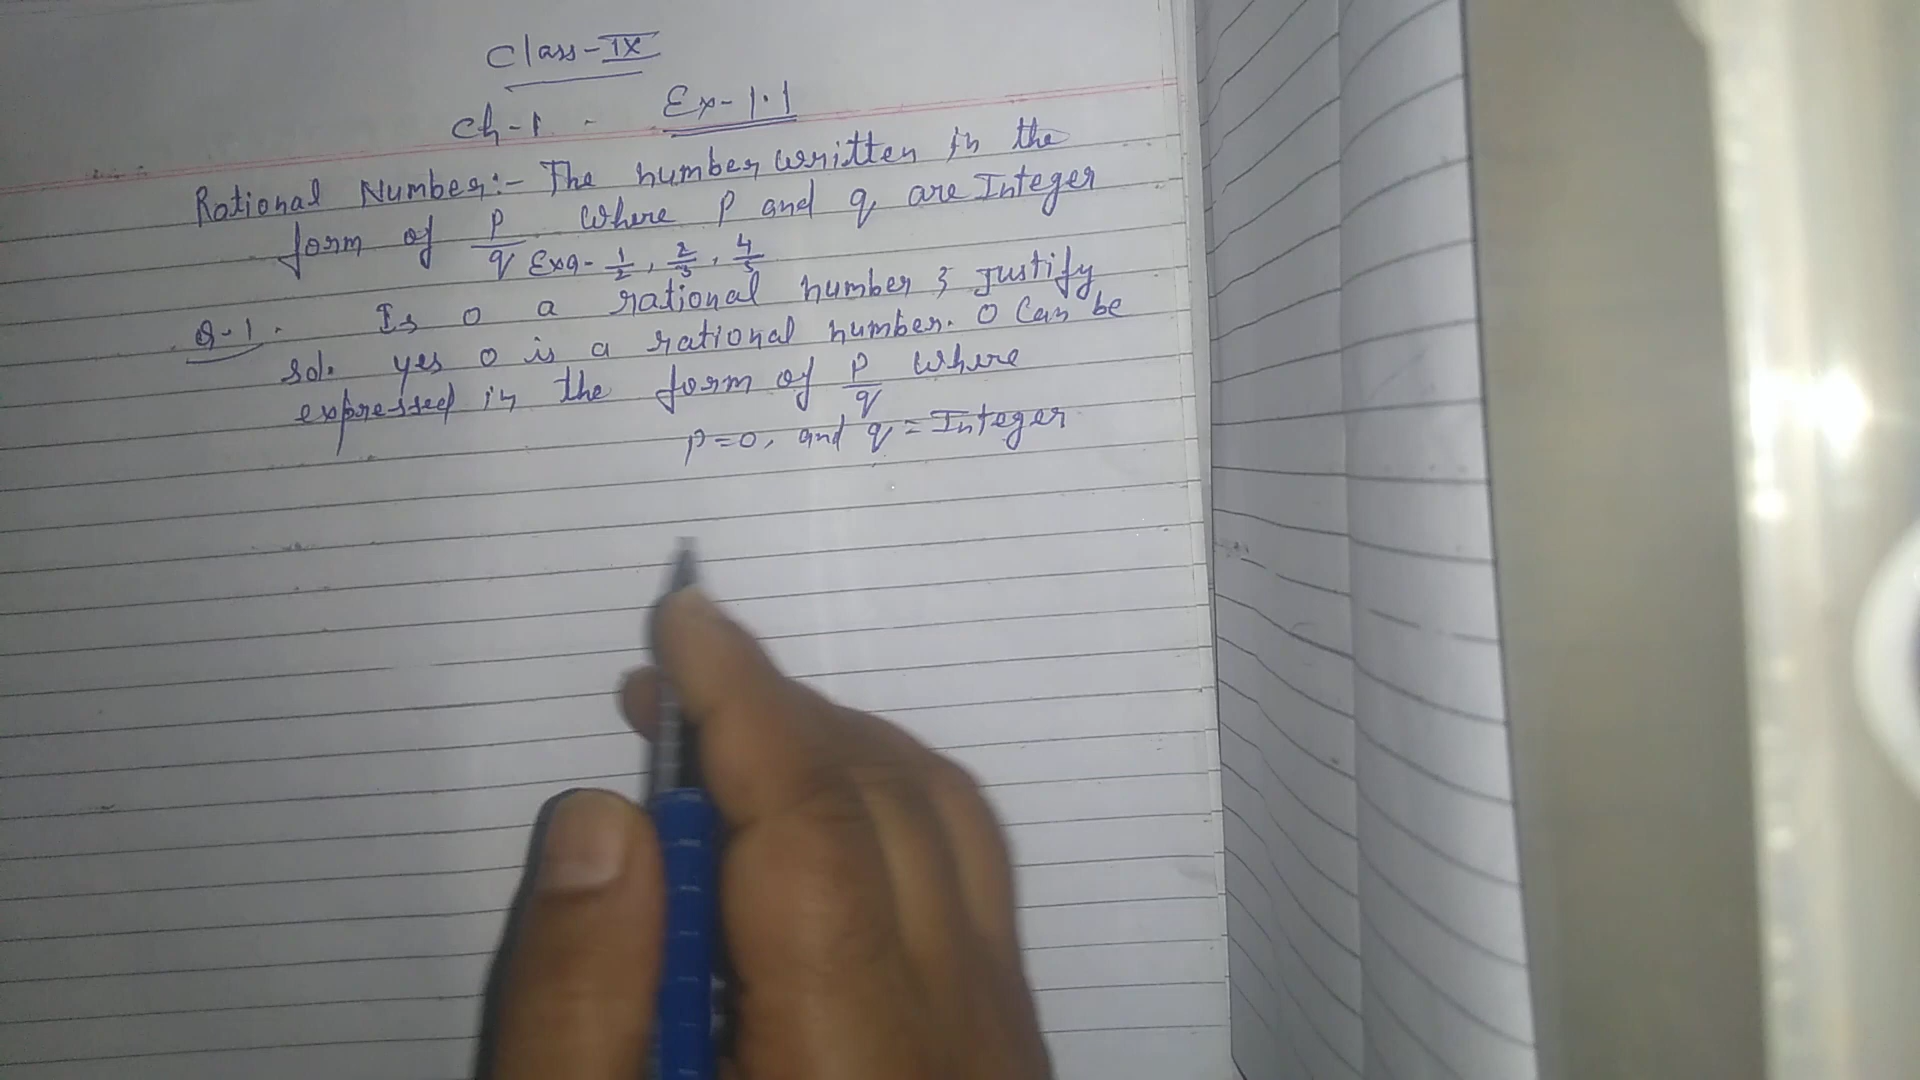 Class-IX
Ch-1 - Ex-1.1
Rational Number:- The number written in the
form of p/q where p and q are Integer
Exa- 1/2, 2/3, 4/5
Q-1. Is 0 a rational number ; Justify
sol. yes 0 is a rational number. 0 can be
expressed in the form of p/q where
p=0, and q = Integer